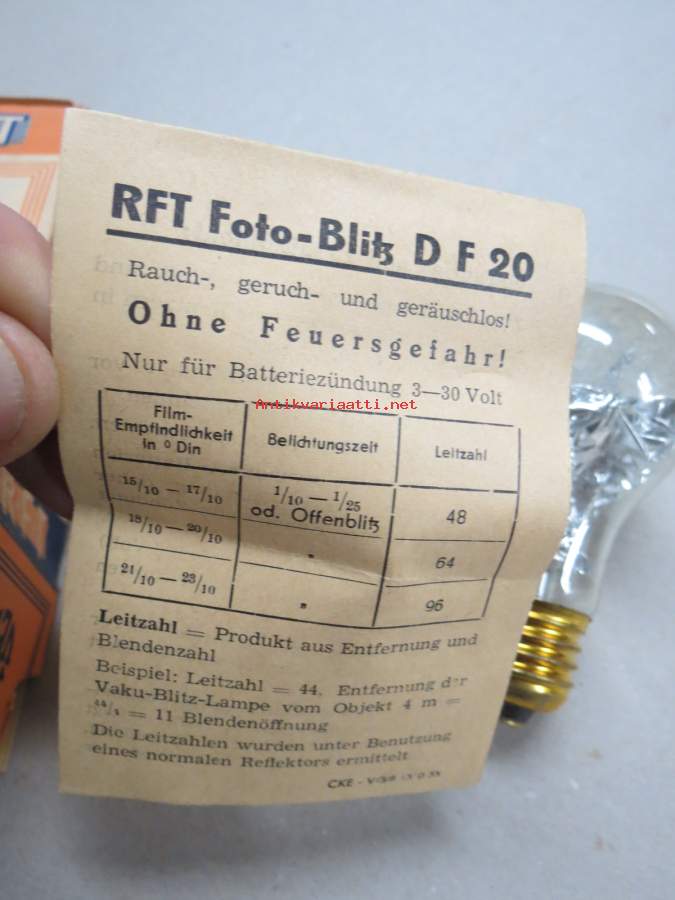 RFT Foto-Blitz D F 20
Rauch-, geruch- und geräuschlos!
Ohne Feuersgefahr!
Nur für Batteriezündung 3—30 Volt
Antikvariaatti.net
Film-Empfindlichkeit in ° Din Belichtungszeit Leitzahl
15/10 — 17/10 1/10 — 1/25 od. Offenblitz 48
18/10 — 20/10 " 64
21/10 — 23/10 " 96
Leitzahl = Produkt aus Entfernung und
Blendenzahl
Beispiel: Leitzahl = 44. Entfernung der
Vaku-Blitz-Lampe vom Objekt 4 m =
44/4 = 11 Blendenöffnung
Die Leitzahlen wurden unter Benutzung
eines normalen Reflektors ermittelt
CKE -